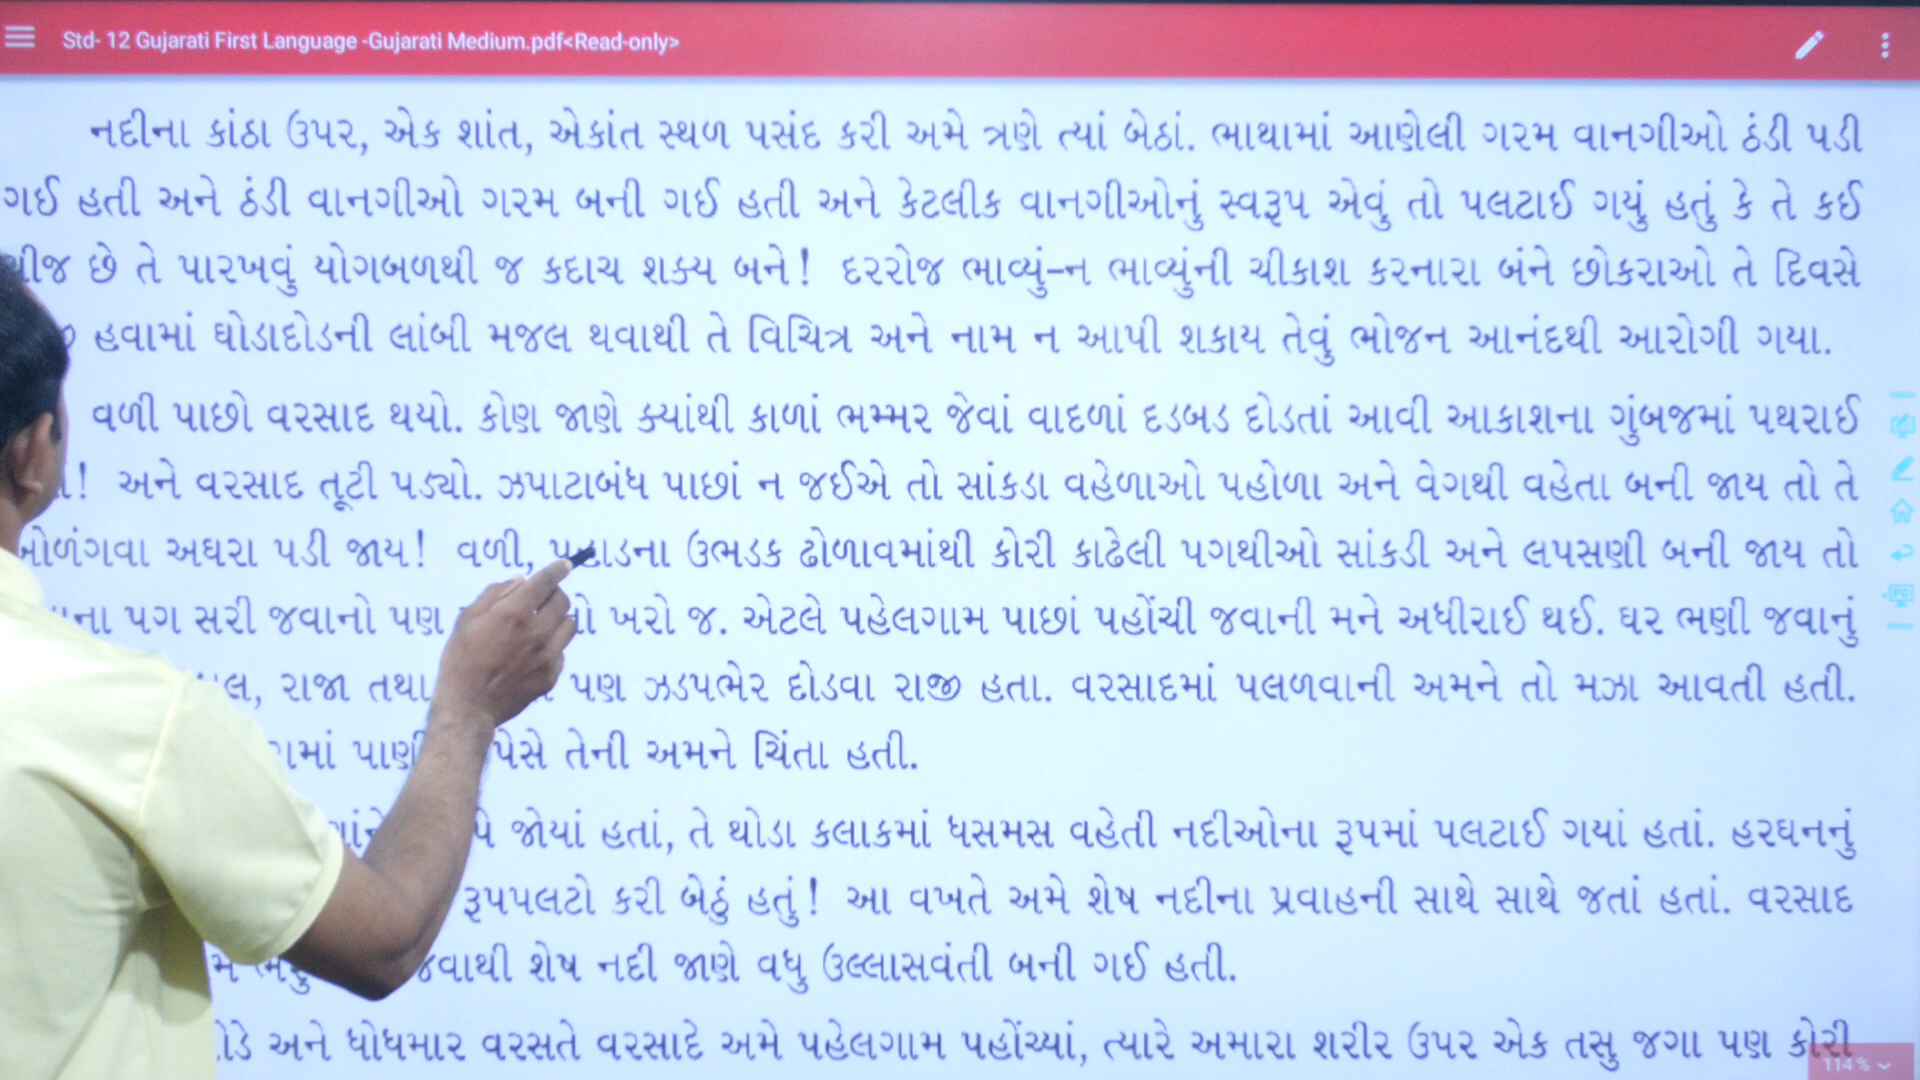 Std- 12 Gujarati First Language -Gujarati Medium.pdf<Read-only>
નદીના કાંઠા ઉપર, એક શાંત, એકાંત સ્થળ પસંદ કરી અમે ત્રણે ત્યાં બેઠાં. ભાથામાં આણેલી ગરમ વાનગીઓ ઠંડી પડી
ગઈ હતી અને ઠંડી વાનગીઓ ગરમ બની ગઈ હતી અને કેટલીક વાનગીઓનું સ્વરૂપ એવું તો પલટાઈ ગયું હતું કે તે કઈ
ચીજ છે તે પારખવું યોગબળથી જ કદાચ શક્ય બને! દરરોજ ભાવ્યું-ન ભાવ્યુંની ચીકાશ કરનારા બંને છોકરાઓ તે દિવસે
હવામાં ઘોડાદોડની લાંબી મજલ થવાથી તે વિચિત્ર અને નામ ન આપી શકાય તેવું ભોજન આનંદથી આરોગી ગયા.
વળી પાછો વરસાદ થયો. કોણ જાણે ક્યાંથી કાળાં ભમ્મર જેવાં વાદળાં દડબડ દોડતાં આવી આકાશના ગુંબજમાં પથરાઈ
અને વરસાદ તૂટી પડ્યો. ઝપાટાબંધ પાછાં ન જઈએ તો સાંકડા વહેળાઓ પહોળા અને વેગથી વહેતા બની જાય તો તે
ઓળંગવા અઘરા પડી જાય! વળી, પહાડના ઉભડક ઢોળાવમાંથી કોરી કાઢેલી પગથીઓ સાંકડી અને લપસણી બની જાય તો
પગ સરી જવાનો પણ ખરો જ. એટલે પહેલગામ પાછાં પહોંચી જવાની મને અધીરાઈ થઈ. ઘર ભણી જવાનું
રાજા તથા પણ ઝડપભેર દોડવા રાજી હતા. વરસાદમાં પલળવાની અમને તો મઝા આવતી હતી.
પાણી પેસે તેની અમને ચિંતા હતી.
જોયાં હતાં, તે થોડા કલાકમાં ધસમસ વહેતી નદીઓના રૂપમાં પલટાઈ ગયાં હતાં. હરઘનનું
રૂપપલટો કરી બેઠું હતું! આ વખતે અમે શેષ નદીના પ્રવાહની સાથે સાથે જતાં હતાં. વરસાદ
શેષ નદી જાણે વધુ ઉલ્લાસવંતી બની ગઈ હતી.
અને ધોધમાર વરસતે વરસાદે અમે પહેલગામ પહોંચ્યાં, ત્યારે અમારા શરીર ઉપર એક તસુ જગા પણ કોરી
114 %